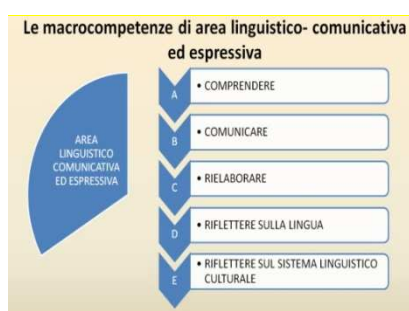 Le macrocompetenze di area linguistico- comunicativa
ed espressiva
AREA
LINGUISTICO
COMUNICATIVA
ED ESPRESSIVA
A
• COMPRENDERE
B
• COMUNICARE
C
• RIELABORARE
D
• RIFLETTERE SULLA LINGUA
E
• RIFLETTERE SUL SISTEMA LINGUISTICO
CULTURALE